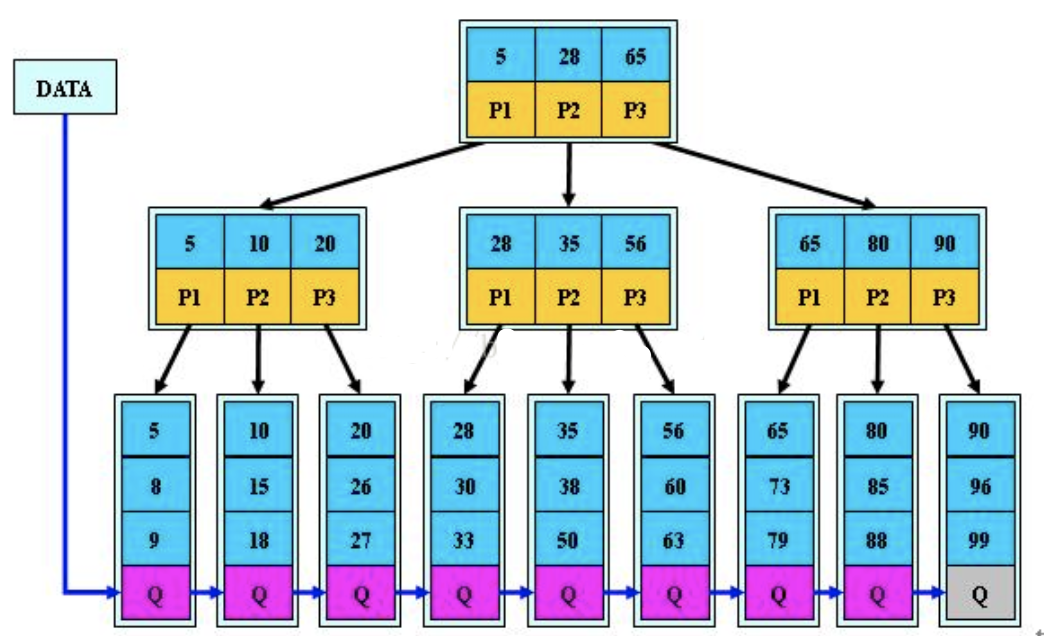 5 28 65
DATA
P1 P2 P3
5 10 20
28 35 56
65 80 90
P1 P2 P3
P1 P2 P3
P1 P2 P3
5 10 20 28 35 56 65 80 90
8 15 26 30 38 60 73 85 96
9 18 27 33 50 63 79 88 99
Q Q Q Q Q Q Q Q Q